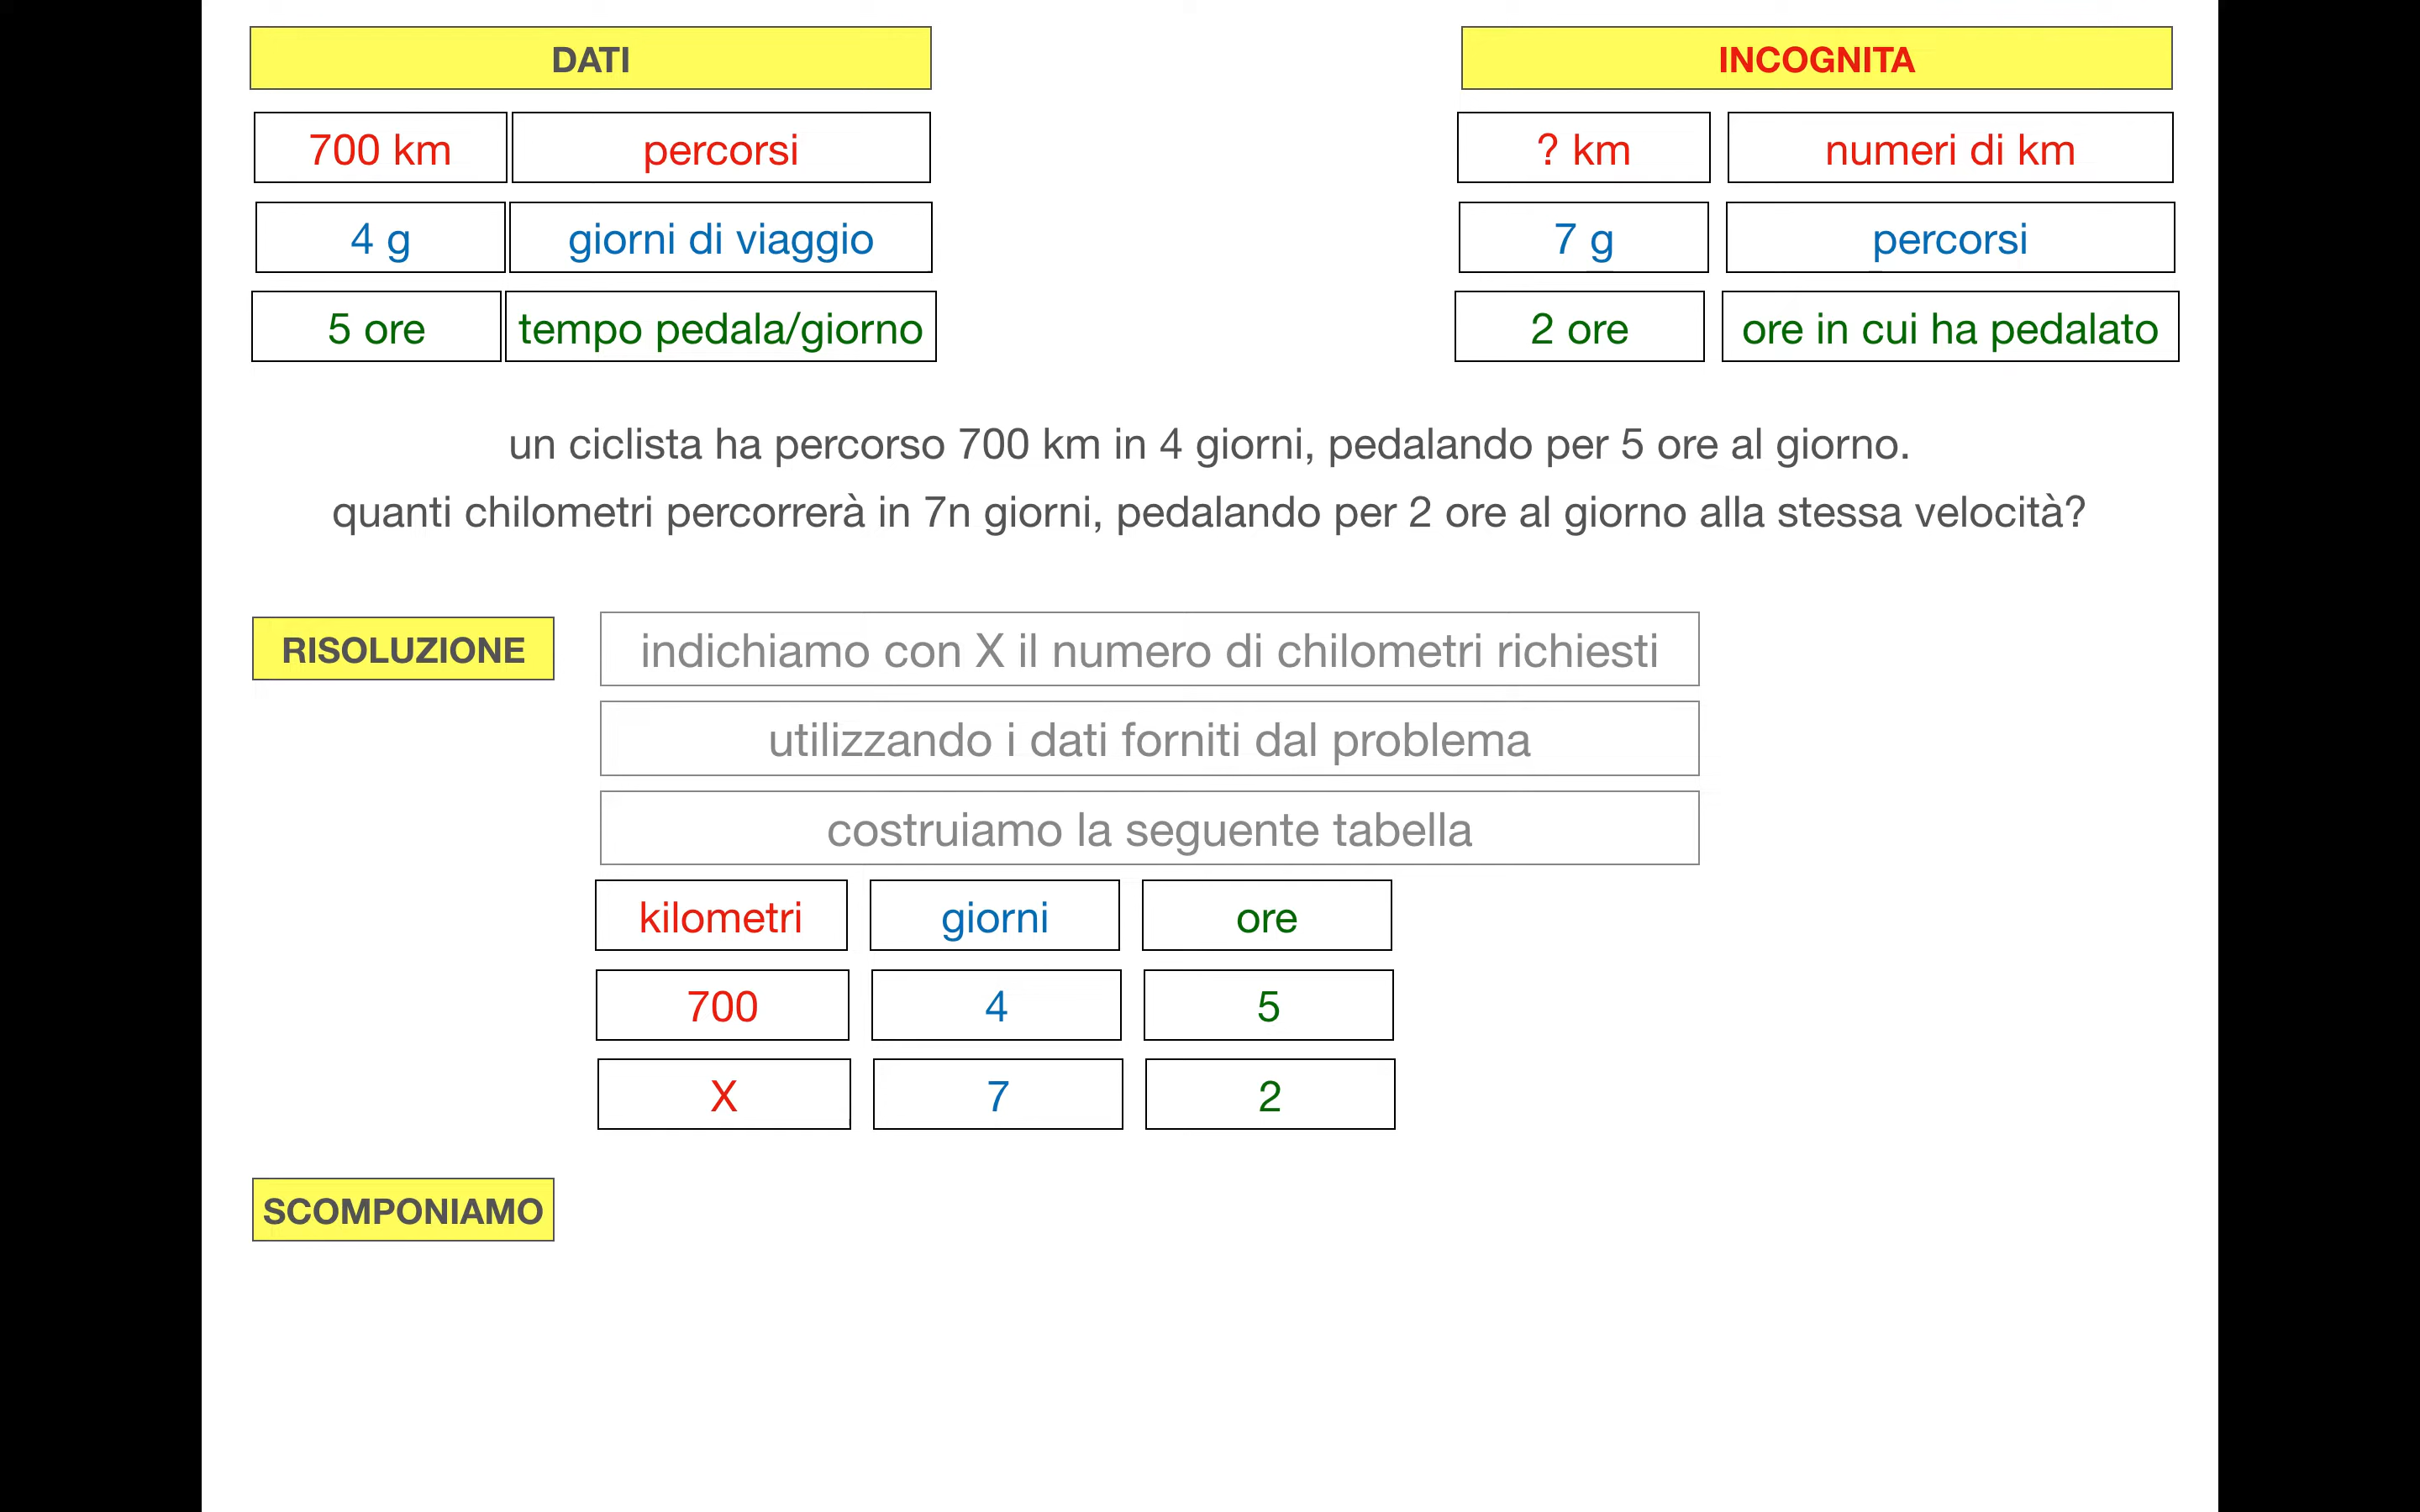 DATI
INCOGNITA
700 km percorsi
? km numeri di km
4 g giorni di viaggio
7 g percorsi
5 ore tempo pedala/giorno
2 ore ore in cui ha pedalato
un ciclista ha percorso 700 km in 4 giorni, pedalando per 5 ore al giorno.
quanti chilometri percorrerà in 7n giorni, pedalando per 2 ore al giorno alla stessa velocità?
RISOLUZIONE
indichiamo con X il numero di chilometri richiesti
utilizzando i dati forniti dal problema
costruiamo la seguente tabella
kilometri giorni ore
700 4 5
X 7 2
SCOMPONIAMO